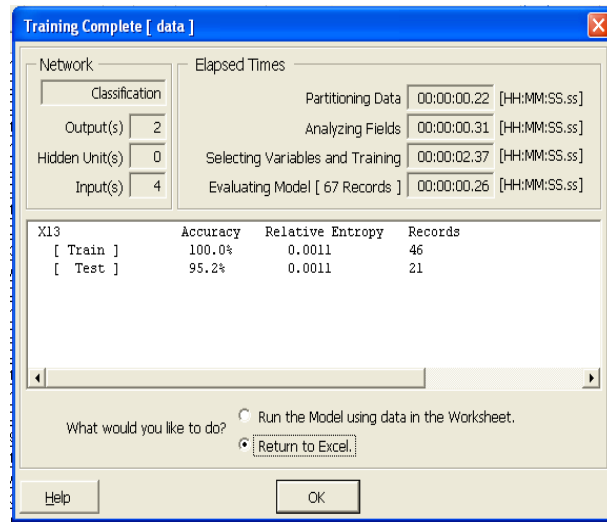 Training Complete [ data ]
Network
Classification
Output(s) 2
Hidden Unit(s) 0
Input(s) 4
Elapsed Times
Partitioning Data 00:00:00.22 [HH:MM:SS.ss]
Analyzing Fields 00:00:00.31 [HH:MM:SS.ss]
Selecting Variables and Training 00:00:02.37 [HH:MM:SS.ss]
Evaluating Model [ 67 Records ] 00:00:00.26 [HH:MM:SS.ss]
X13 Accuracy Relative Entropy Records
[ Train ] 100.0% 0.0011 46
[ Test ] 95.2% 0.0011 21
What would you like to do?
Run the Model using data in the Worksheet.
Return to Excel.
Help OK